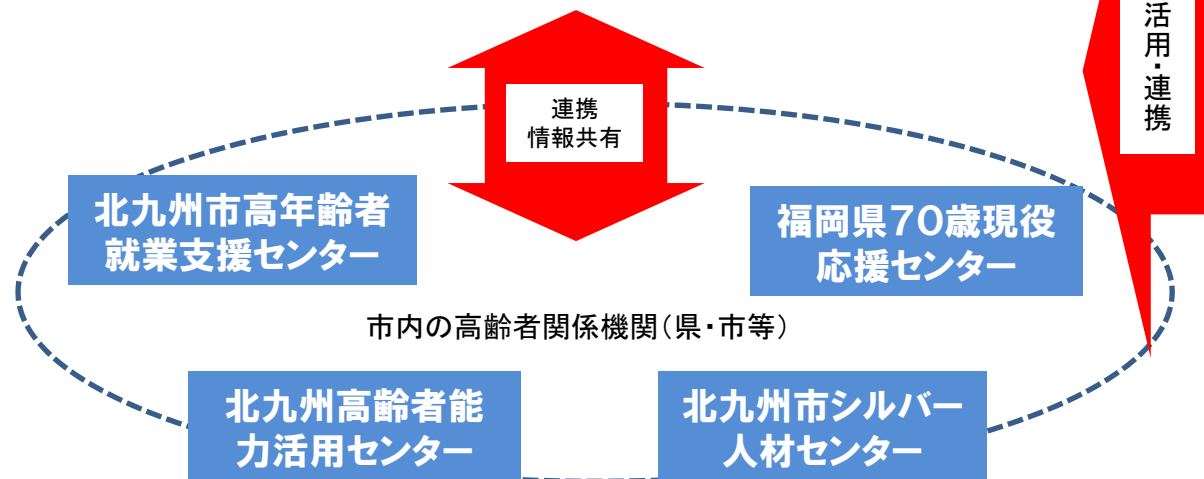 活用・連携
連携
情報共有
北九州市高年齢者
就業支援センター
福岡県７０歳現役
応援センター
市内の高齢者関係機関（県・市等）
北九州高齢者能
力活用センター
北九州市シルバー
人材センター